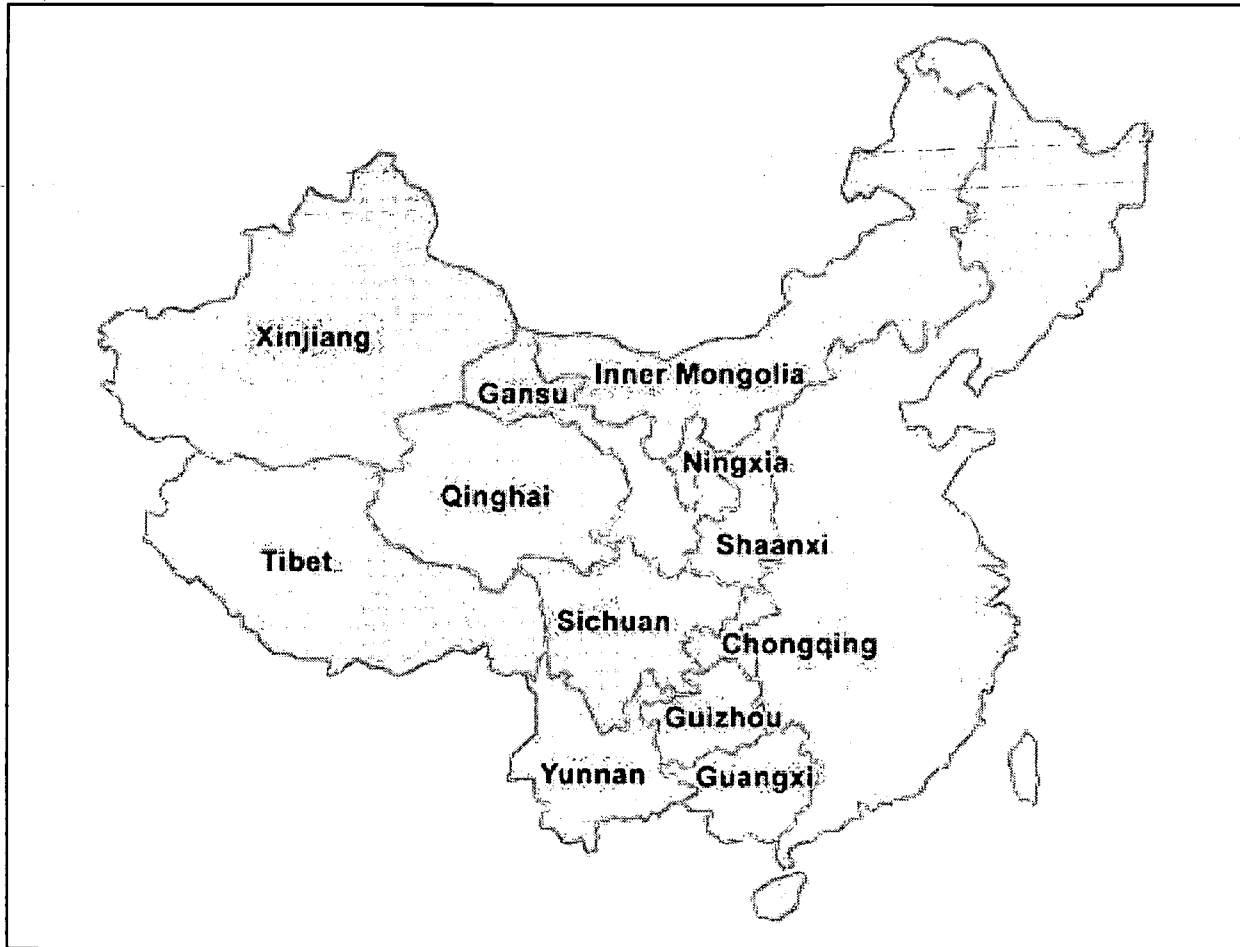 Xinjiang
Inner Mongolia
Gansu
Ningxia
Qinghai
Shaanxi
Tibet
Sichuan
Chongqing
Guizhou
Yunnan
Guangxi